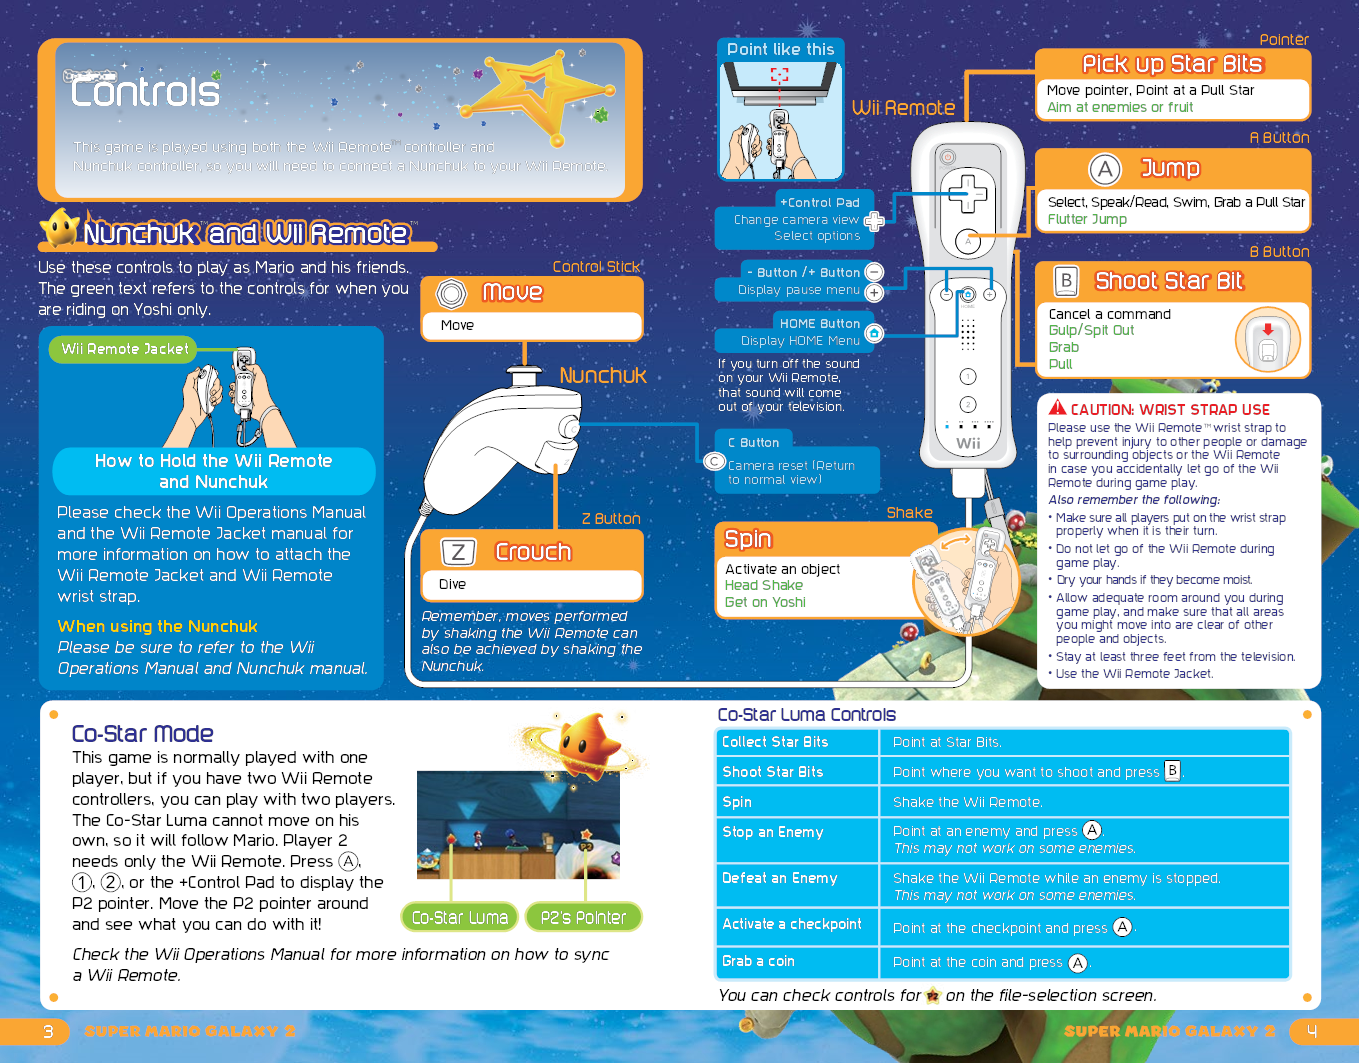 Controls
This game is played using both the Wii Remote™ controller and
Nunchuk controller, so you will need to connect a Nunchuk to your Wii Remote.
Nunchuk™ and Wii Remote™
Use these controls to play as Mario and his friends.
The green text refers to the controls for when you
are riding on Yoshi only.
Wii Remote Jacket
How to Hold the Wii Remote
and Nunchuk
Please check the Wii Operations Manual
and the Wii Remote Jacket manual for
more information on how to attach the
Wii Remote Jacket and Wii Remote
wrist strap.
When using the Nunchuk
Please be sure to refer to the Wii
Operations Manual and Nunchuk manual.
Control Stick
Move
Move
Nunchuk
C
Z
Z Button
Z Crouch
Dive
Remember, moves performed
by shaking the Wii Remote can
also be achieved by shaking the
Nunchuk.
Point like this
Wii Remote
+Control Pad
Change camera view
Select options
- Button /+ Button
Display pause menu
HOME Button
Display HOME Menu
If you turn off the sound
on your Wii Remote,
that sound will come
out of your television.
C Button
C
Camera reset (Return
to normal view)
A
HOME
1
2
Wii
Shake
Spin
Activate an object
Head Shake
Get on Yoshi
Pointer
Pick up Star Bits
Move pointer, Point at a Pull Star
Aim at enemies or fruit
A Button
A Jump
Select, Speak/Read, Swim, Grab a Pull Star
Flutter Jump
B Button
B Shoot Star Bit
Cancel a command
Gulp/Spit Out
Grab
Pull
CAUTION: WRIST STRAP USE
Please use the Wii Remote™ wrist strap to
help prevent injury to other people or damage
to surrounding objects or the Wii Remote
in case you accidentally let go of the Wii
Remote during game play.
Also remember the following:
• Make sure all players put on the wrist strap
properly when it is their turn.
• Do not let go of the Wii Remote during
game play.
• Dry your hands if they become moist.
• Allow adequate room around you during
game play, and make sure that all areas
you might move into are clear of other
people and objects.
• Stay at least three feet from the television.
• Use the Wii Remote Jacket.
Co-Star Mode
This game is normally played with one
player, but if you have two Wii Remote
controllers, you can play with two players.
The Co-Star Luma cannot move on his
own, so it will follow Mario. Player 2
needs only the Wii Remote. Press A,
1, 2, or the +Control Pad to display the
P2 pointer. Move the P2 pointer around
and see what you can do with it!
Check the Wii Operations Manual for more information on how to sync
a Wii Remote.
P2
Co-Star Luma
P2's Pointer
Co-Star Luma Controls
Collect Star Bits Point at Star Bits.
Shoot Star Bits Point where you want to shoot and press B.
Spin Shake the Wii Remote.
Stop an Enemy Point at an enemy and press A.
This may not work on some enemies.
Defeat an Enemy Shake the Wii Remote while an enemy is stopped.
This may not work on some enemies.
Activate a checkpoint Point at the checkpoint and press A.
Grab a coin Point at the coin and press A.
You can check controls for P2 on the file-selection screen.
3 SUPER MARIO GALAXY 2
SUPER MARIO GALAXY 2 4